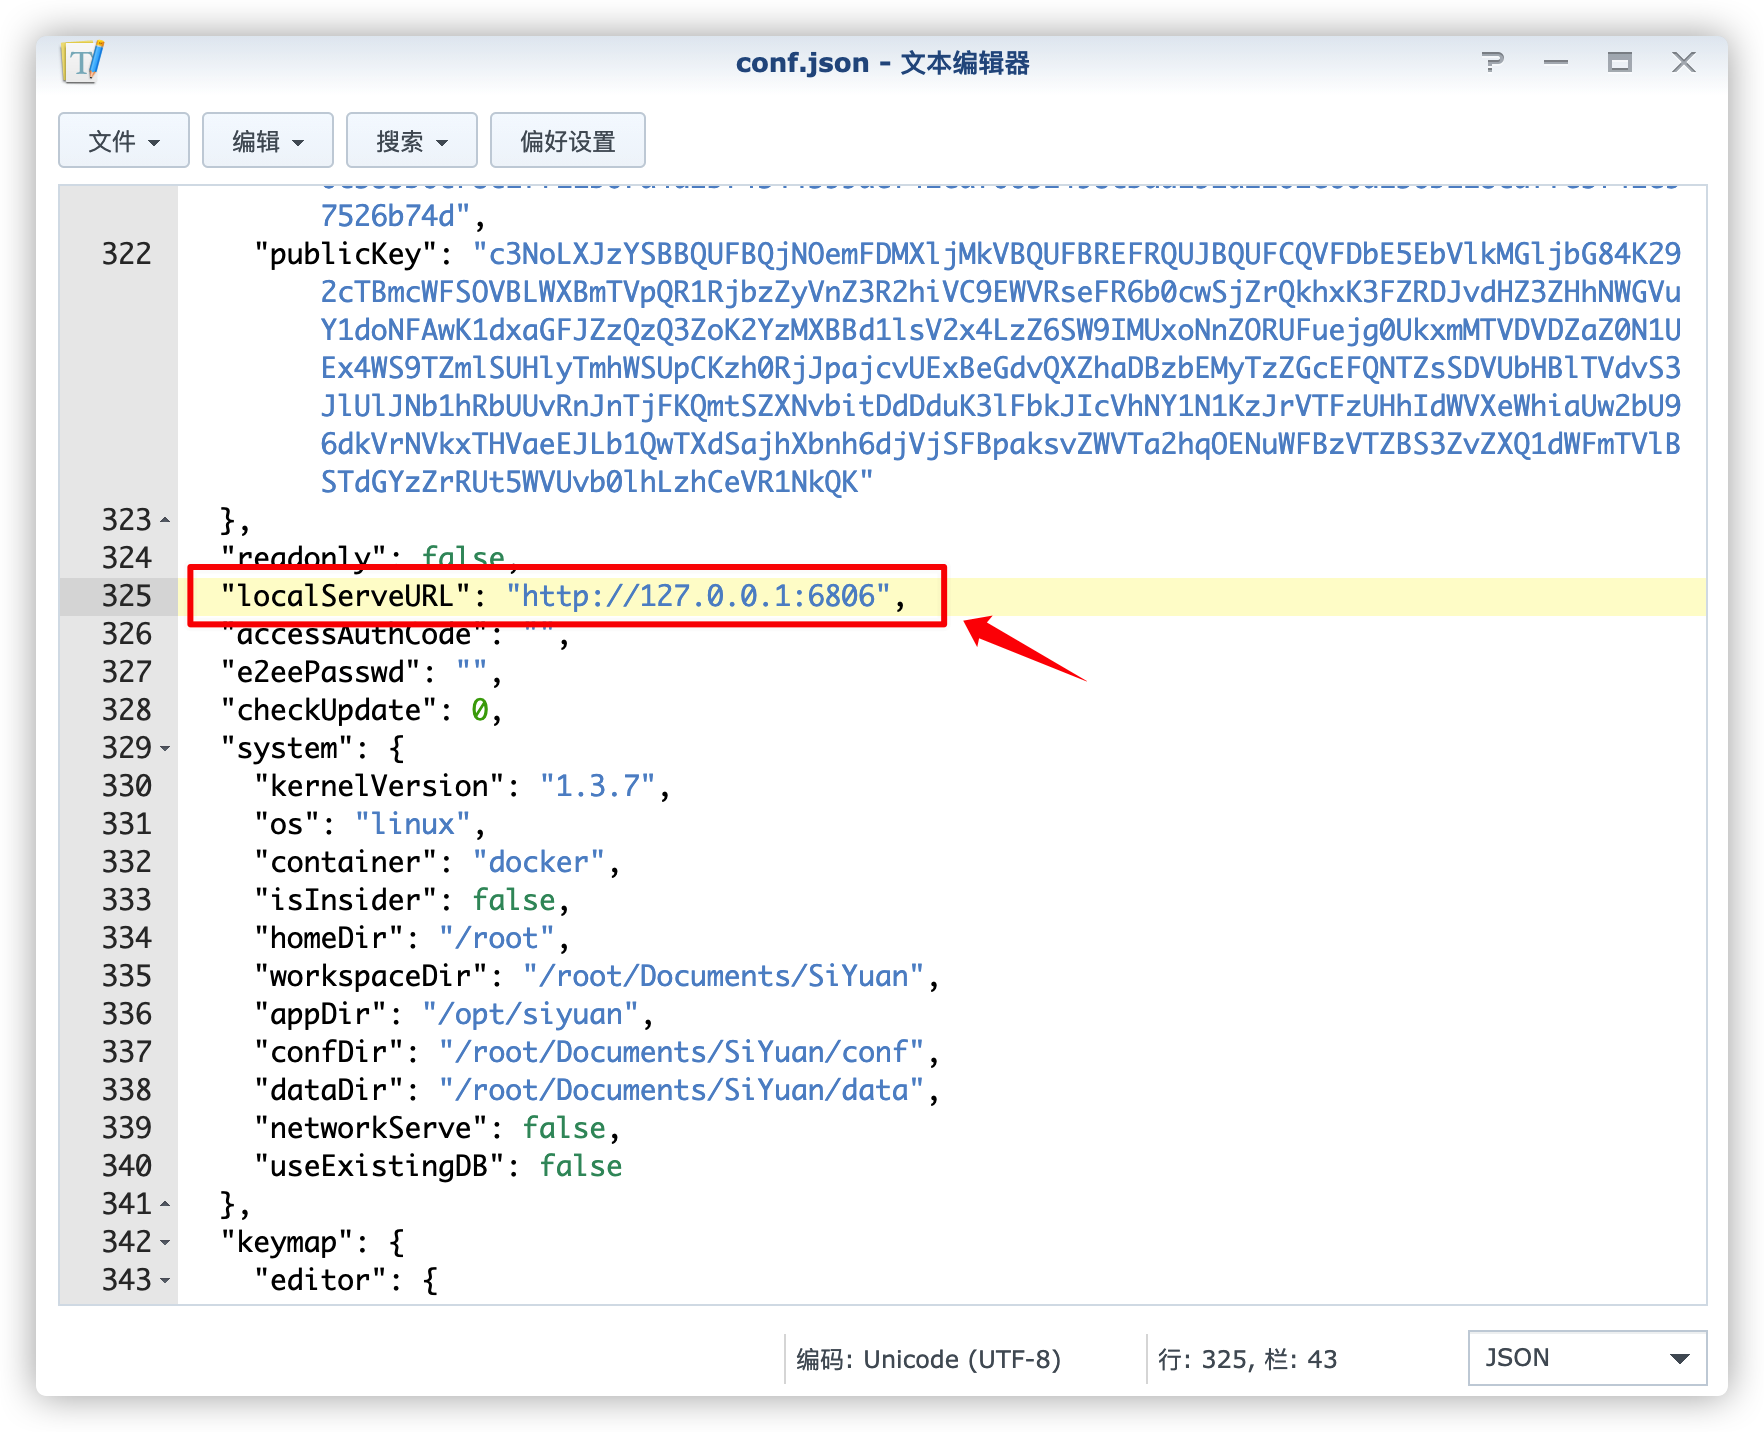 conf.json - 文本编辑器
文件 编辑 搜索 偏好设置
7526b74d",
322 "publicKey": "c3NoLXJzYSBBQUFBQjNOemFDMXljMkVBQUFBREFRQUJBQUFCQVFDbE5EbVlkMGljbG84K29
2cTBmcWFSOVBLWXBmTVpQR1RjbzZyVnZ3R2hiVC9EWVRseFR6b0cwSjZrQkhxK3FZRDJvdHZ3ZHhNWGVu
Y1doNFAwK1dxaGFJZzQzQ3ZoK2YzMXBBd1lsV2x4LzZ6SW9IMUxoNnZORUFuejg0UkxmMTVDVDZaZ0N1U
Ex4WS9TZmlSUHlyTmhWSUpCKzh0RjJpajcvUExBeGdvQXZhaDBzbEMyTzZGcEFQNTZsSDVUbHBlTVdvS3
JlUlJNb1hRbUUvRnJnTjFKQmtSZXNvbitDdDduK3lFbkJIcVhNY1N1KzJrVTFzUHhIdWVXeWhiaUw2bU9
6dkVrNVkxTHVaeEJLb1QwTXdSajhXbnh6djVjSFBpaksvZWVTa2hqOENuWFBzVTZBS3ZvZXQ1dWFmTVlB
STdGYzZrRUt5WVUvb0lhLzhCeVR1NkQK"
323 },
324 "readonly": false,
325 "localServeURL": "http://127.0.0.1:6806",
326 "accessAuthCode": "",
327 "e2eePasswd": "",
328 "checkUpdate": 0,
329 "system": {
330 "kernelVersion": "1.3.7",
331 "os": "linux",
332 "container": "docker",
333 "isInsider": false,
334 "homeDir": "/root",
335 "workspaceDir": "/root/Documents/SiYuan",
336 "appDir": "/opt/siyuan",
337 "confDir": "/root/Documents/SiYuan/conf",
338 "dataDir": "/root/Documents/SiYuan/data",
339 "networkServe": false,
340 "useExistingDB": false
341 },
342 "keymap": {
343 "editor": {
编码: Unicode (UTF-8) 行: 325, 栏: 43 JSON